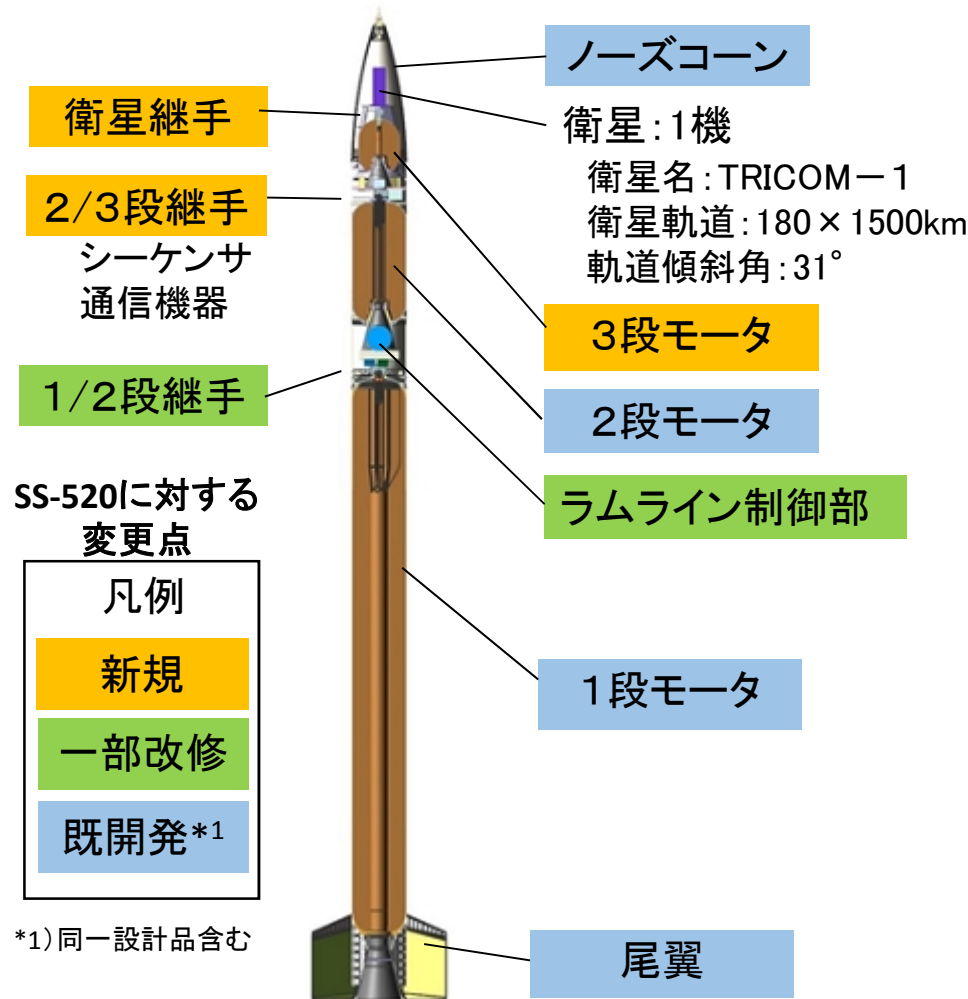 ノーズコーン
衛星継手
衛星:1機
衛星名:TRICOM-1
衛星軌道:180×1500km
軌道傾斜角:31°
2/3段継手
シーケンサ
通信機器
3段モータ
1/2段継手
2段モータ
ラムライン制御部
SS-520に対する
変更点
凡例
新規
一部改修
既開発*1
*1)同一設計品含む
1段モータ
尾翼